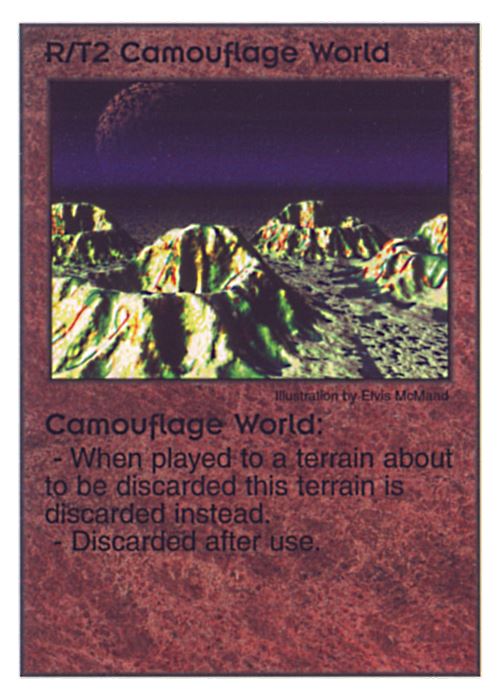 R/T2 Camouflage World
Illustration by Elvis McMaad
Camouflage World:
- When played to a terrain about
to be discarded this terrain is
discarded instead.
- Discarded after use.